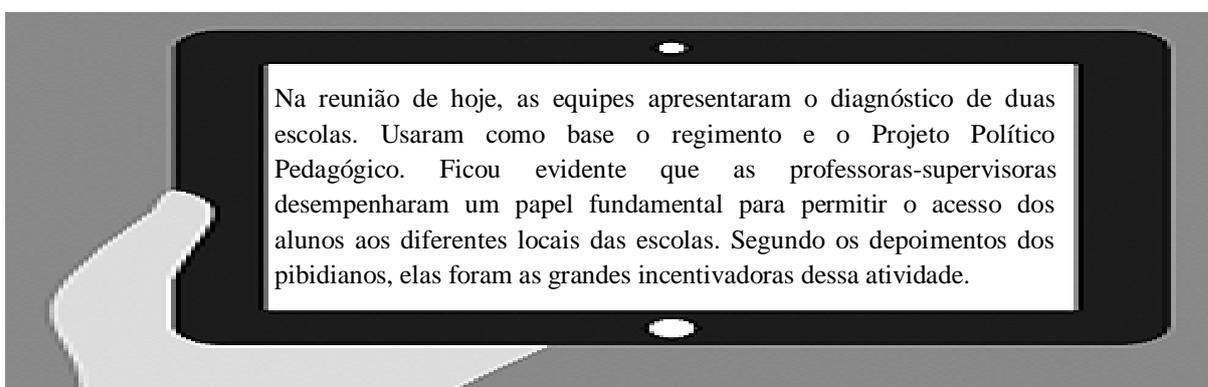 Na reunião de hoje, as equipes apresentaram o diagnóstico de duas
escolas. Usaram como base o regimento e o Projeto Político
Pedagógico. Ficou evidente que as professoras-supervisoras
desempenharam um papel fundamental para permitir o acesso dos
alunos aos diferentes locais das escolas. Segundo os depoimentos dos
pibidianos, elas foram as grandes incentivadoras dessa atividade.